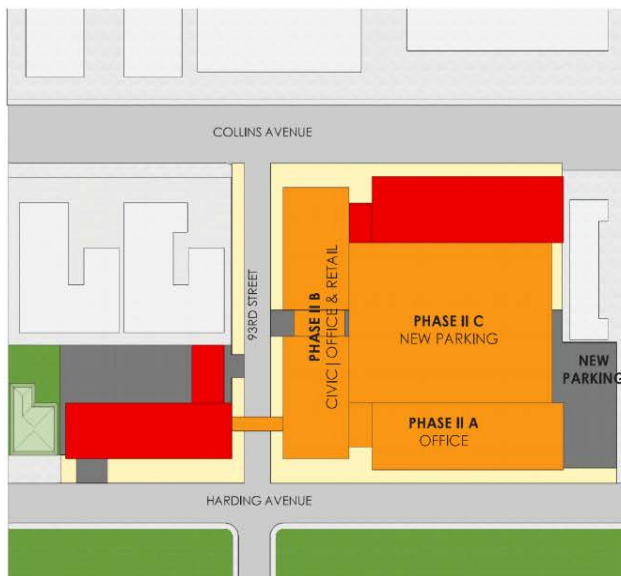 COLLINS AVENUE
93RD STREET
PHASE II B
CIVIC | OFFICE & RETAIL
PHASE II C
NEW PARKING
NEW
PARKING
PHASE II A
OFFICE
HARDING AVENUE